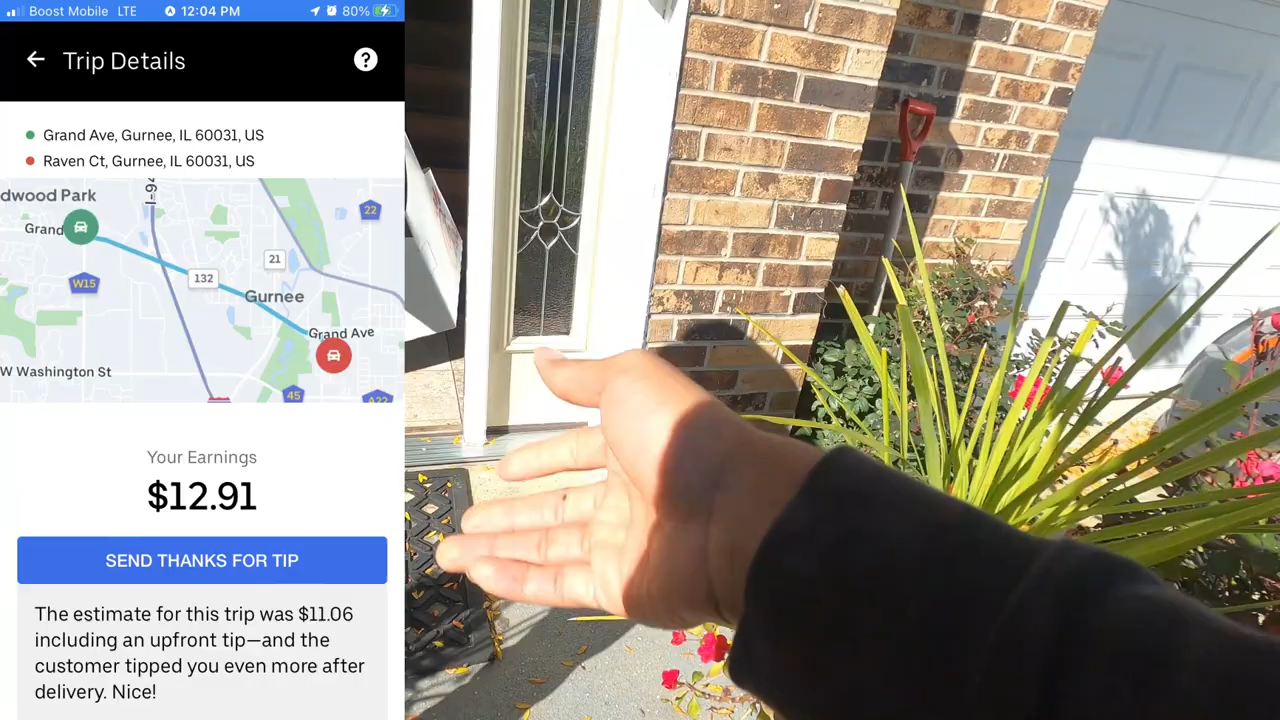 Boost Mobile LTE 12:04 PM 80%
Trip Details ?
Grand Ave, Gurnee, IL 60031, US
Raven Ct, Gurnee, IL 60031, US
dwood Park
I-94
22
Grand
21
W15
132
Gurnee
Grand Ave
W Washington St
45
A22
Your Earnings
$12.91
SEND THANKS FOR TIP
The estimate for this trip was $11.06
including an upfront tip—and the
customer tipped you even more after
delivery. Nice!